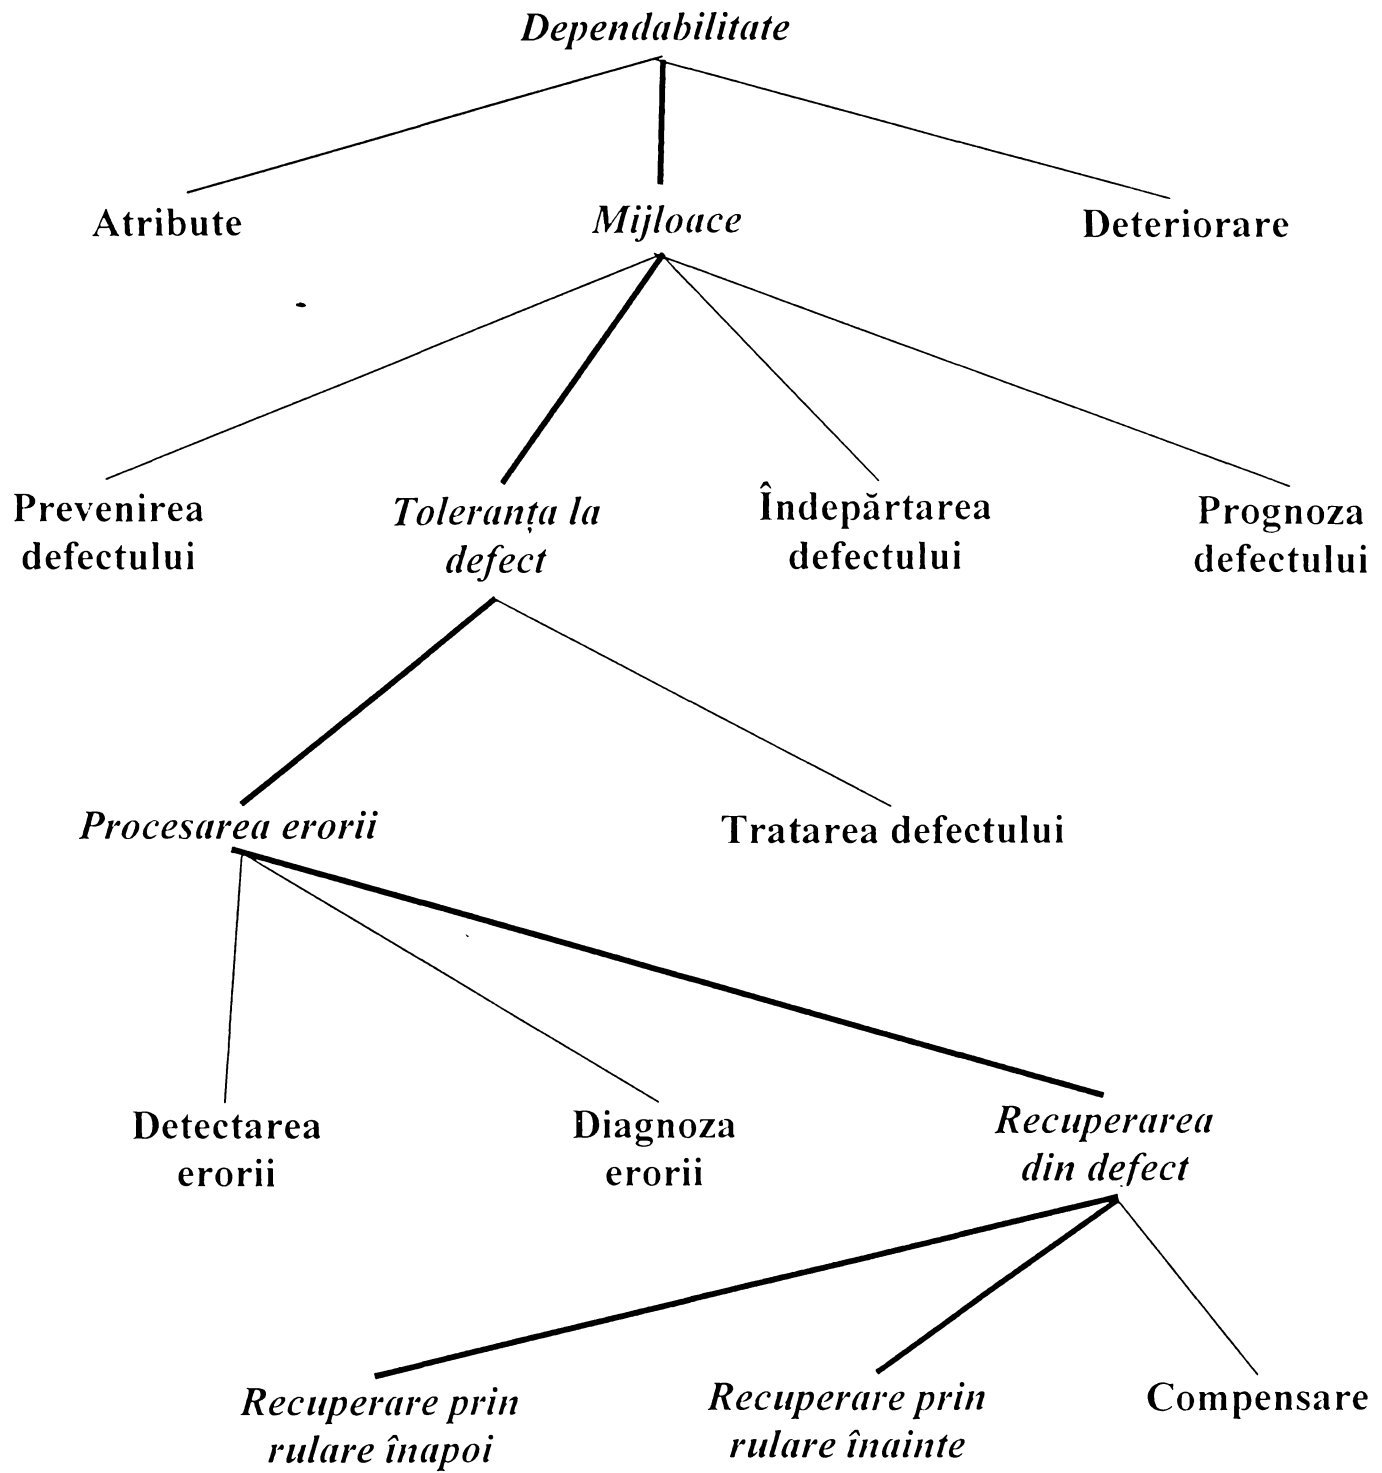 Dependabilitate
Atribute
Mijloace
Deteriorare
Prevenirea
defectului
Toleranța la
defect
Îndepărtarea
defectului
Prognoza
defectului
Procesarea erorii
Tratarea defectului
Detectarea
erorii
Diagnoza
erorii
Recuperarea
din defect
Recuperare prin
rulare înapoi
Recuperare prin
rulare înainte
Compensare